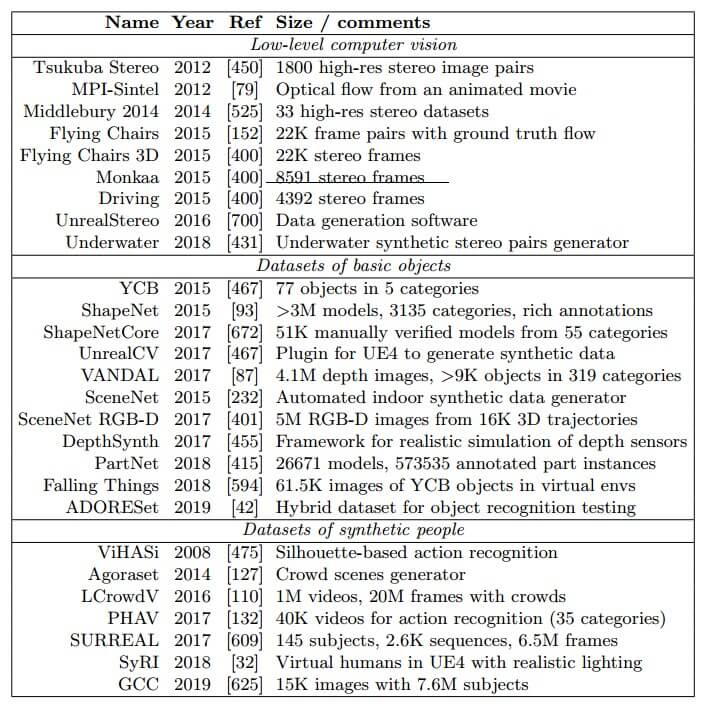 Name Year Ref Size / comments
Low-level computer vision
Tsukuba Stereo 2012 [450] 1800 high-res stereo image pairs
MPI-Sintel 2012 [79] Optical flow from an animated movie
Middlebury 2014 2014 [525] 33 high-res stereo datasets
Flying Chairs 2015 [152] 22K frame pairs with ground truth flow
Flying Chairs 3D 2015 [400] 22K stereo frames
Monkaa 2015 [400] 8591 stereo frames
Driving 2015 [400] 4392 stereo frames
UnrealStereo 2016 [700] Data generation software
Underwater 2018 [431] Underwater synthetic stereo pairs generator
Datasets of basic objects
YCB 2015 [467] 77 objects in 5 categories
ShapeNet 2015 [93] >3M models, 3135 categories, rich annotations
ShapeNetCore 2017 [672] 51K manually verified models from 55 categories
UnrealCV 2017 [467] Plugin for UE4 to generate synthetic data
VANDAL 2017 [87] 4.1M depth images, >9K objects in 319 categories
SceneNet 2015 [232] Automated indoor synthetic data generator
SceneNet RGB-D 2017 [401] 5M RGB-D images from 16K 3D trajectories
DepthSynth 2017 [455] Framework for realistic simulation of depth sensors
PartNet 2018 [415] 26671 models, 573535 annotated part instances
Falling Things 2018 [594] 61.5K images of YCB objects in virtual envs
ADORESet 2019 [42] Hybrid dataset for object recognition testing
Datasets of synthetic people
ViHASi 2008 [475] Silhouette-based action recognition
Agoraset 2014 [127] Crowd scenes generator
LCrowdV 2016 [110] 1M videos, 20M frames with crowds
PHAV 2017 [132] 40K videos for action recognition (35 categories)
SURREAL 2017 [609] 145 subjects, 2.6K sequences, 6.5M frames
SyRI 2018 [32] Virtual humans in UE4 with realistic lighting
GCC 2019 [625] 15K images with 7.6M subjects